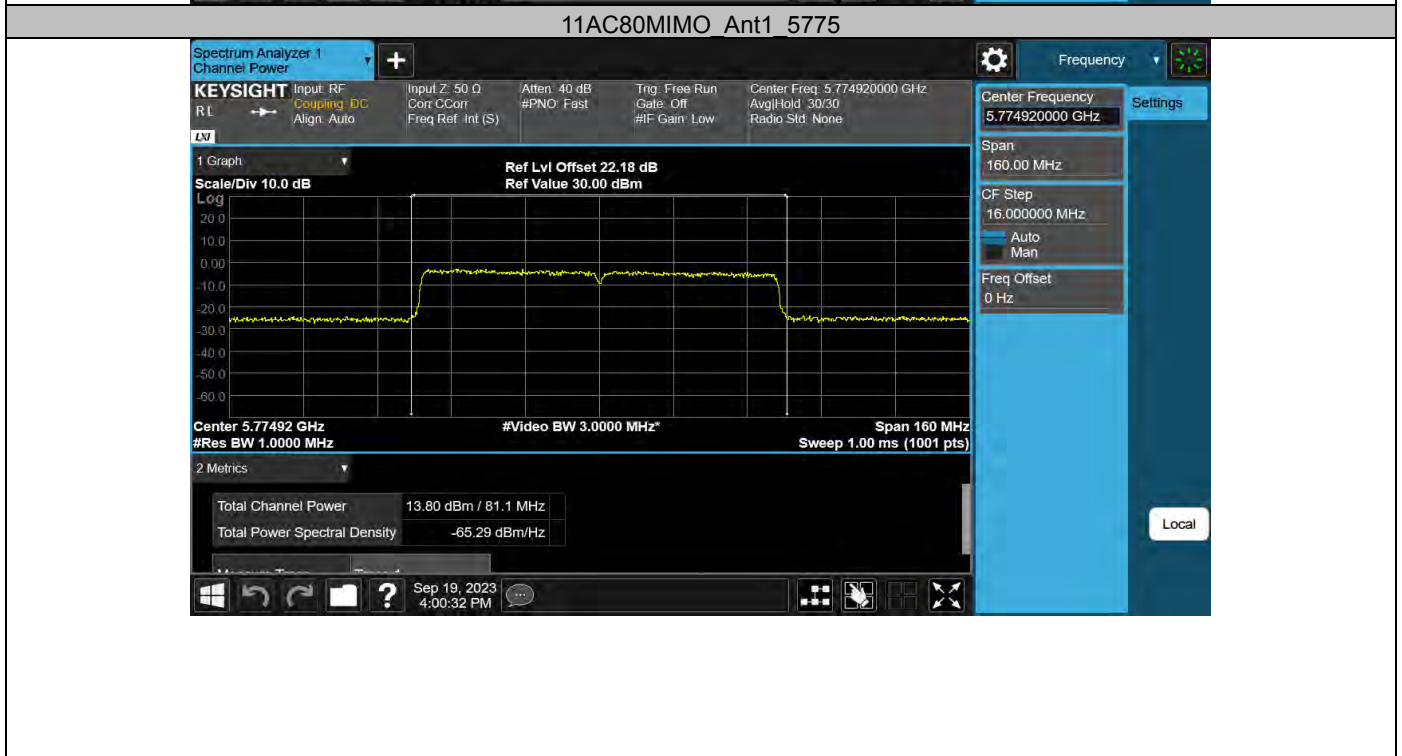 11AC80MIMO_Ant1_5775
Spectrum Analyzer 1
Channel Power
+
Frequency
KEYSIGHT
Input: RF
Input Z: 50 Ω
Atten: 40 dB
Trig: Free Run
Center Freq: 5.774920000 GHz
RL
Coupling: DC
Corr CCorr
#PNO: Fast
Gate: Off
Avg|Hold: 30/30
Align: Auto
Freq Ref: Int (S)
#IF Gain: Low
Radio Std: None
LXI
Center Frequency
5.774920000 GHz
Settings
Span
160.00 MHz
CF Step
16.000000 MHz
Auto
Man
Freq Offset
0 Hz
1 Graph
Ref Lvl Offset 22.18 dB
Scale/Div 10.0 dB
Ref Value 30.00 dBm
Log
20.0
10.0
0.00
-10.0
-20.0
-30.0
-40.0
-50.0
-60.0
Center 5.77492 GHz
#Video BW 3.0000 MHz*
Span 160 MHz
#Res BW 1.0000 MHz
Sweep 1.00 ms (1001 pts)
2 Metrics
Total Channel Power
13.80 dBm / 81.1 MHz
Total Power Spectral Density
-65.29 dBm/Hz
Local
?
Sep 19, 2023
4:00:32 PM